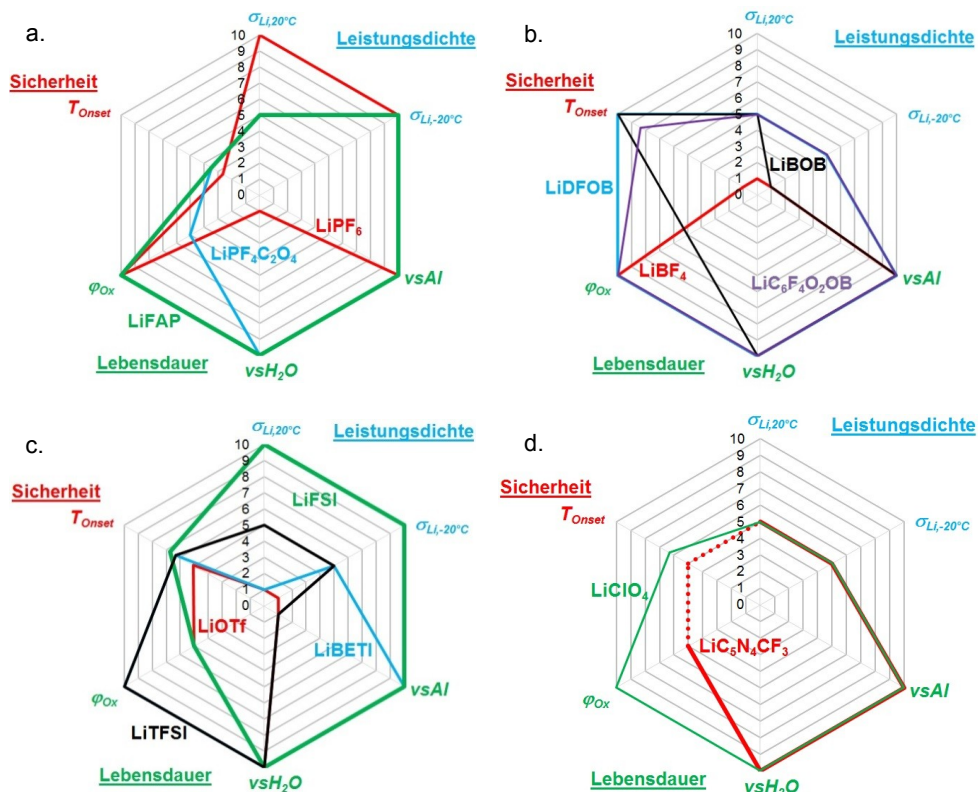 a.
σLi,20°C
Leistungsdichte
Sicherheit
TOnset
10
9
8
7
6
5
4
3
2
1
0
σLi,-20°C
LiPF6
LiPF4C2O4
φOx
LiFAP
vsAl
Lebensdauer
vsH2O
b.
σLi,20°C
Leistungsdichte
Sicherheit
TOnset
10
9
8
7
6
5
4
3
2
1
0
σLi,-20°C
LiDFOB
LiBOB
LiBF4
LiC6F4O2OB
φOx
vsAl
Lebensdauer
vsH2O
c.
σLi,20°C
Leistungsdichte
Sicherheit
TOnset
10
9
8
7
6
5
4
3
2
1
0
LiFSI
σLi,-20°C
LiOTf
LiBETI
φOx
vsAl
LiTFSI
Lebensdauer
vsH2O
d.
σLi,20°C
Leistungsdichte
Sicherheit
TOnset
10
9
8
7
6
5
4
3
2
1
0
σLi,-20°C
LiClO4
LiC5N4CF3
φOx
vsAl
Lebensdauer
vsH2O